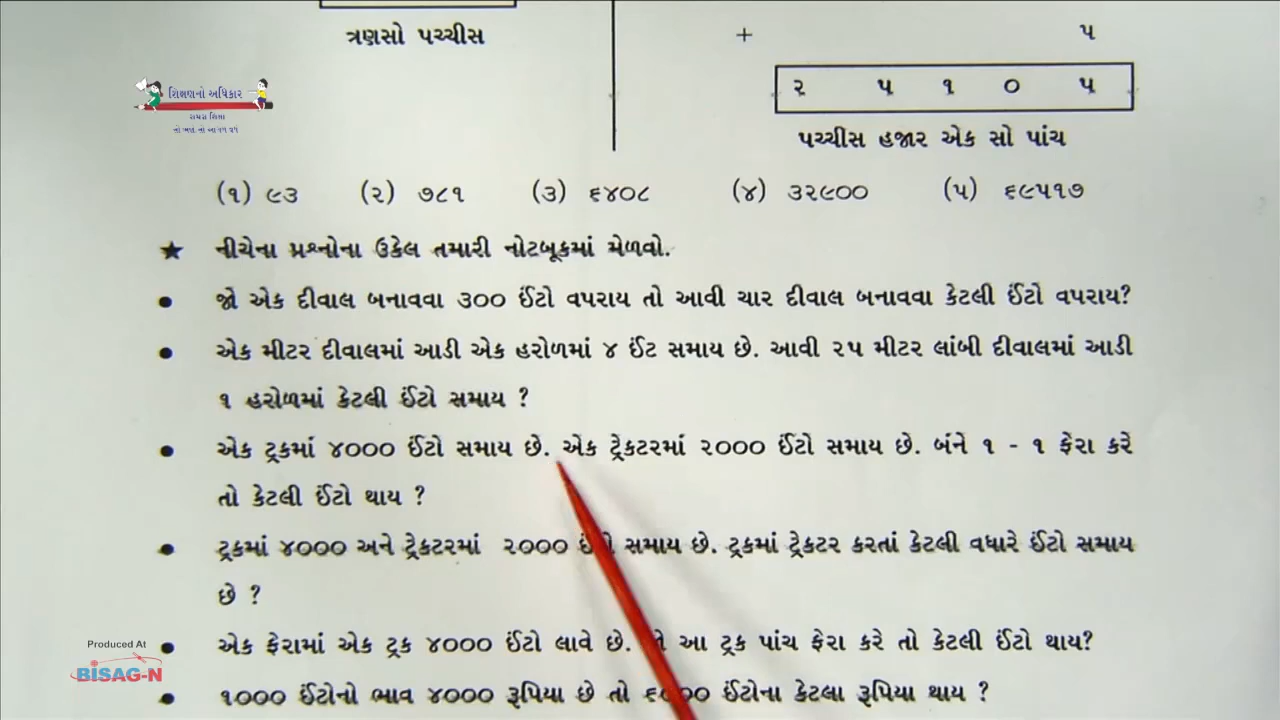 ત્રણસો પચ્ચીસ
+ ૫
૨ ૫ ૧ ૦ ૫
પચ્ચીસ હજાર એક સો પાંચ
શિક્ષણનો અધિકાર
સમગ્ર શિક્ષા
(૧) ૯૩ (૨) ૭૮૧ (૩) ૬૪૦૮ (૪) ૩૨૯૦૦ (૫) ૬૯૫૧૭
★ નીચેના પ્રશ્નોના ઉકેલ તમારી નોટબૂકમાં મેળવો.
• જો એક દીવાલ બનાવવા ૩૦૦ ઈંટો વપરાય તો આવી ચાર દીવાલ બનાવવા કેટલી ઈંટો વપરાય?
• એક મીટર દીવાલમાં આડી એક હરોળમાં ૪ ઈંટ સમાય છે. આવી ૨૫ મીટર લાંબી દીવાલમાં આડી
૧ હરોળમાં કેટલી ઈંટો સમાય ?
• એક ટ્રકમાં ૪૦૦૦ ઈંટો સમાય છે. એક ટ્રેકટરમાં ૨૦૦૦ ઈંટો સમાય છે. બંને ૧ - ૧ ફેરા કરે
તો કેટલી ઈંટો થાય ?
• ટ્રકમાં ૪૦૦૦ અને ટ્રેકટરમાં ૨૦૦૦ સમાય છે. ટ્રકમાં ટ્રેકટર કરતાં કેટલી વધારે ઈંટો સમાય
છે ?
• એક ફેરામાં એક ટ્રક ૪૦૦૦ ઈંટો લાવે છે. આ ટ્રક પાંચ ફેરા કરે તો કેટલી ઈંટો થાય?
• ૧૦૦૦ ઈંટોનો ભાવ ૪૦૦૦ રૂપિયા છે તો ઈંટોના કેટલા રૂપિયા થાય ?
Produced At
BISAG-N